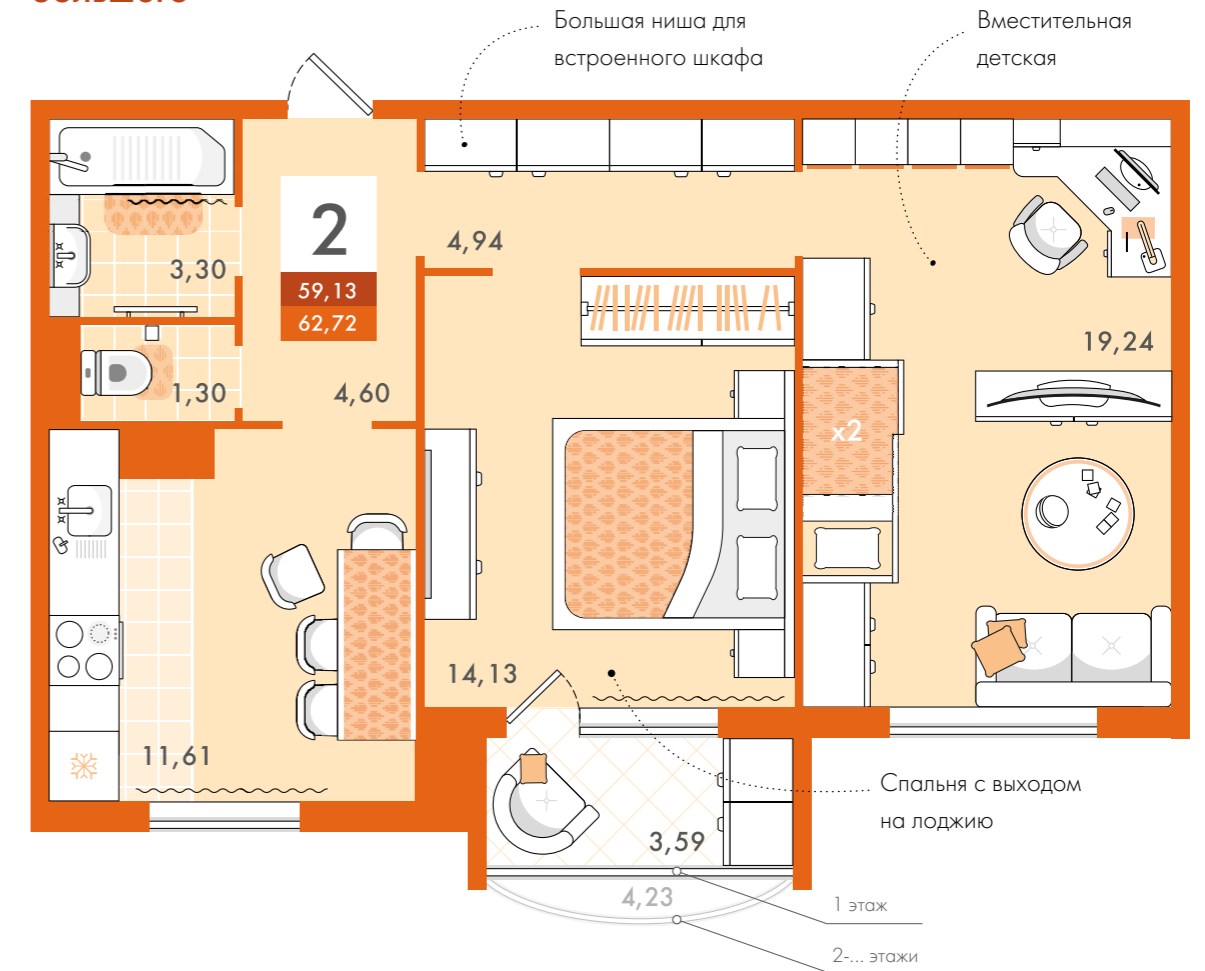 Большая ниша для
встроенного шкафа
Вместительная
детская
2
59,13
62,72
4,94
3,30
1,30
4,60
19,24
x2
14,13
11,61
Спальня с выходом
на лоджию
3,59
4,23
1 этаж
2-... этажи